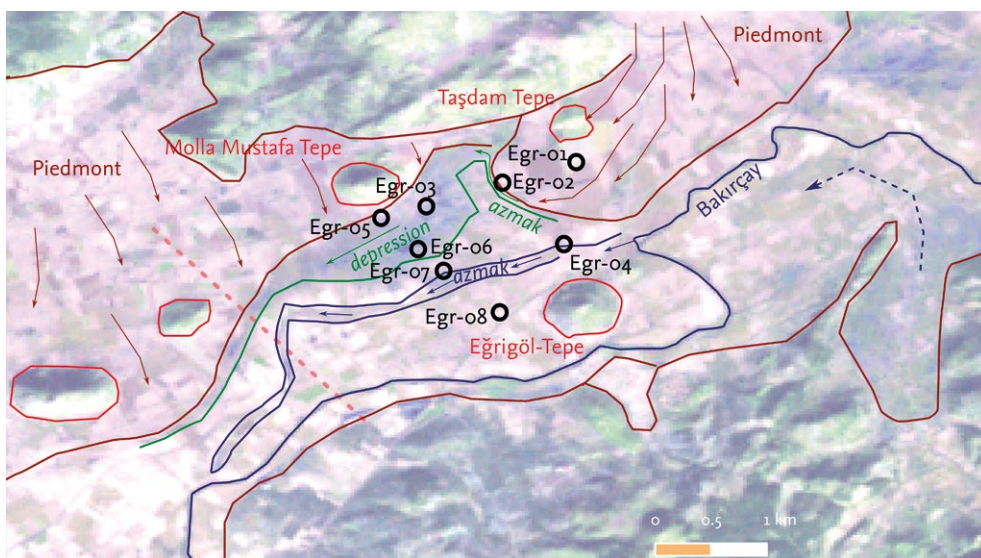 Piedmont
Taşdam Tepe
Molla Mustafa Tepe
Egr-01
Piedmont
Egr-03
Egr-02
Bakırçay
Egr-05
azmak
depression
Egr-06
Egr-04
Egr-07
azmak
Egr-08
Eğrigöl-Tepe
0 0.5 1 km